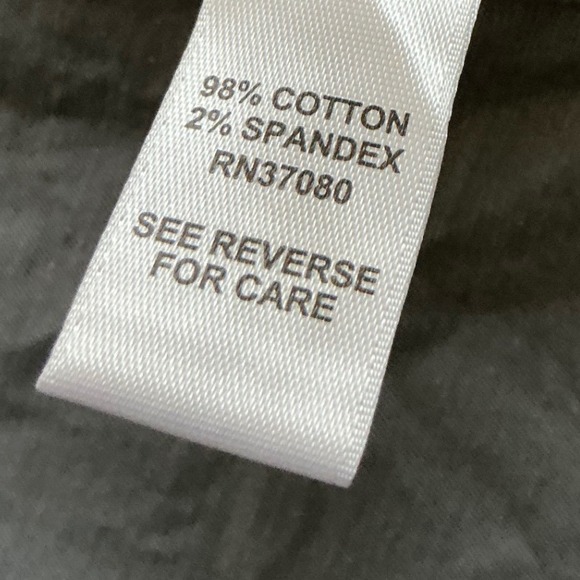 98% COTTON
2% SPANDEX
RN37080
SEE REVERSE
FOR CARE